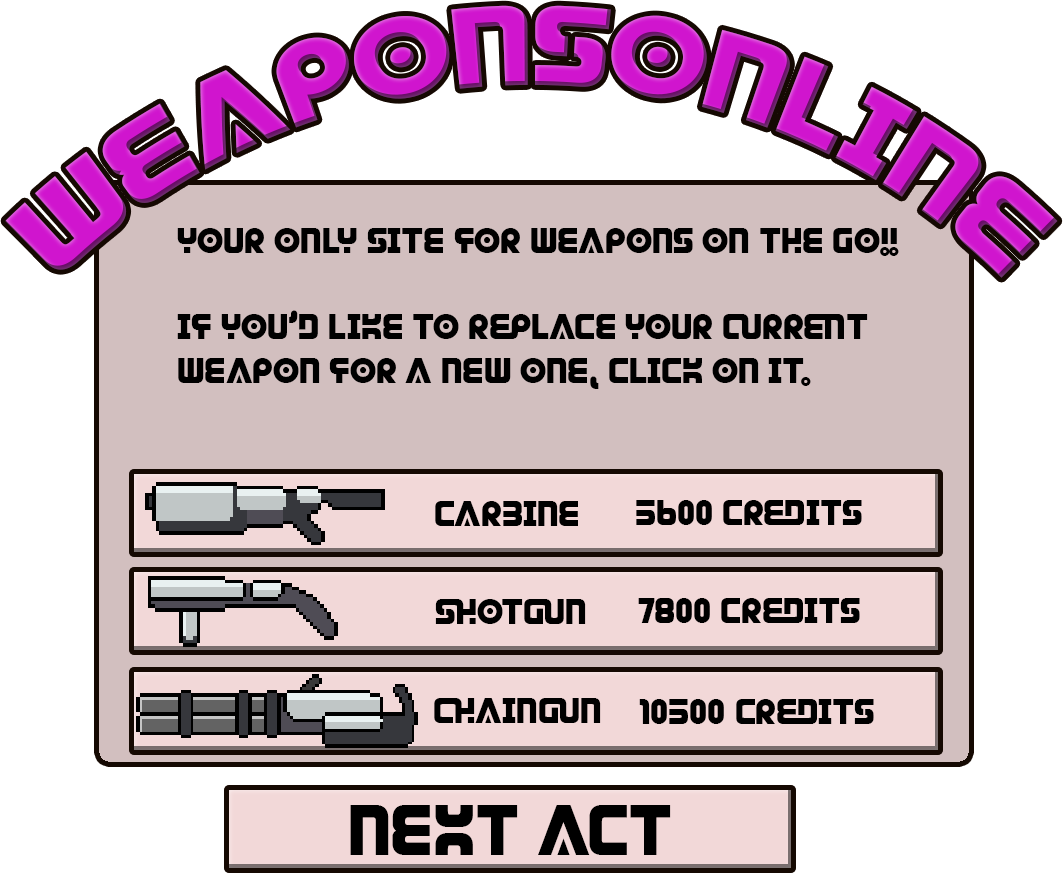 WEAPONSONLINE
YOUR ONLY SITE FOR WEAPONS ON THE GO!!
IF YOU'D LIKE TO REPLACE YOUR CURRENT
WEAPON FOR A NEW ONE, CLICK ON IT.
CARBINE 5600 CREDITS
SHOTGUN 7800 CREDITS
CHAINGUN 10500 CREDITS
NEXT ACT